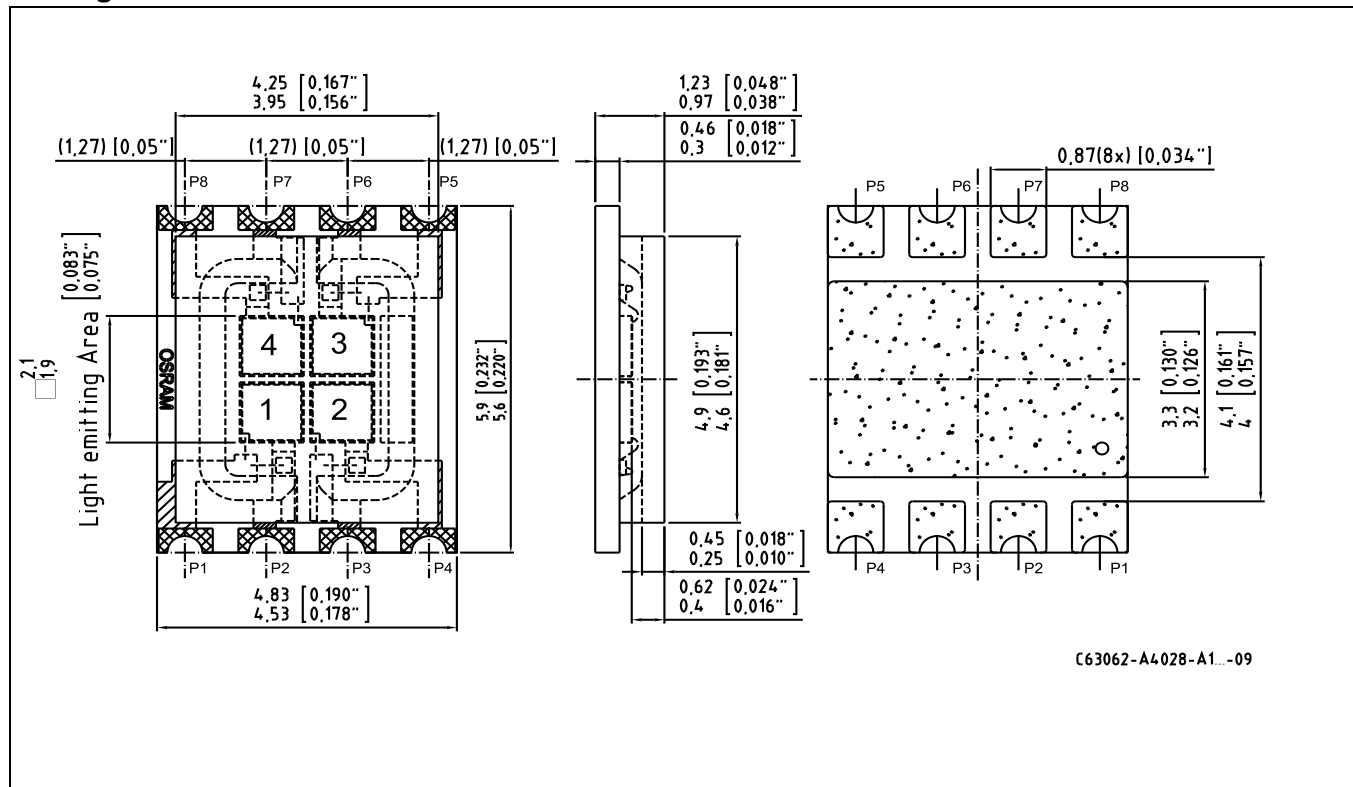 4,25 [0,167"]
3,95 [0,156"]
(1,27) [0,05"]
(1,27) [0,05"]
(1,27) [0,05"]
P8
P7
P6
P5
2,1
□1,9
Light emitting Area [0,083"]
[0,075"]
OSRAM
4
3
1
2
5,9 [0,232"]
5,6 [0,220"]
P1
P2
P3
P4
4,83 [0,190"]
4,53 [0,178"]
1,23 [0,048"]
0,97 [0,038"]
0,46 [0,018"]
0,3 [0,012"]
4,9 [0,193"]
4,6 [0,181"]
0,45 [0,018"]
0,25 [0,010"]
0,62 [0,024"]
0,4 [0,016"]
0,87(8x) [0,034"]
P5
P6
P7
P8
3,3 [0,130"]
3,2 [0,126"]
4,1 [0,161"]
4 [0,157"]
P4
P3
P2
P1
C63062-A4028-A1...-09